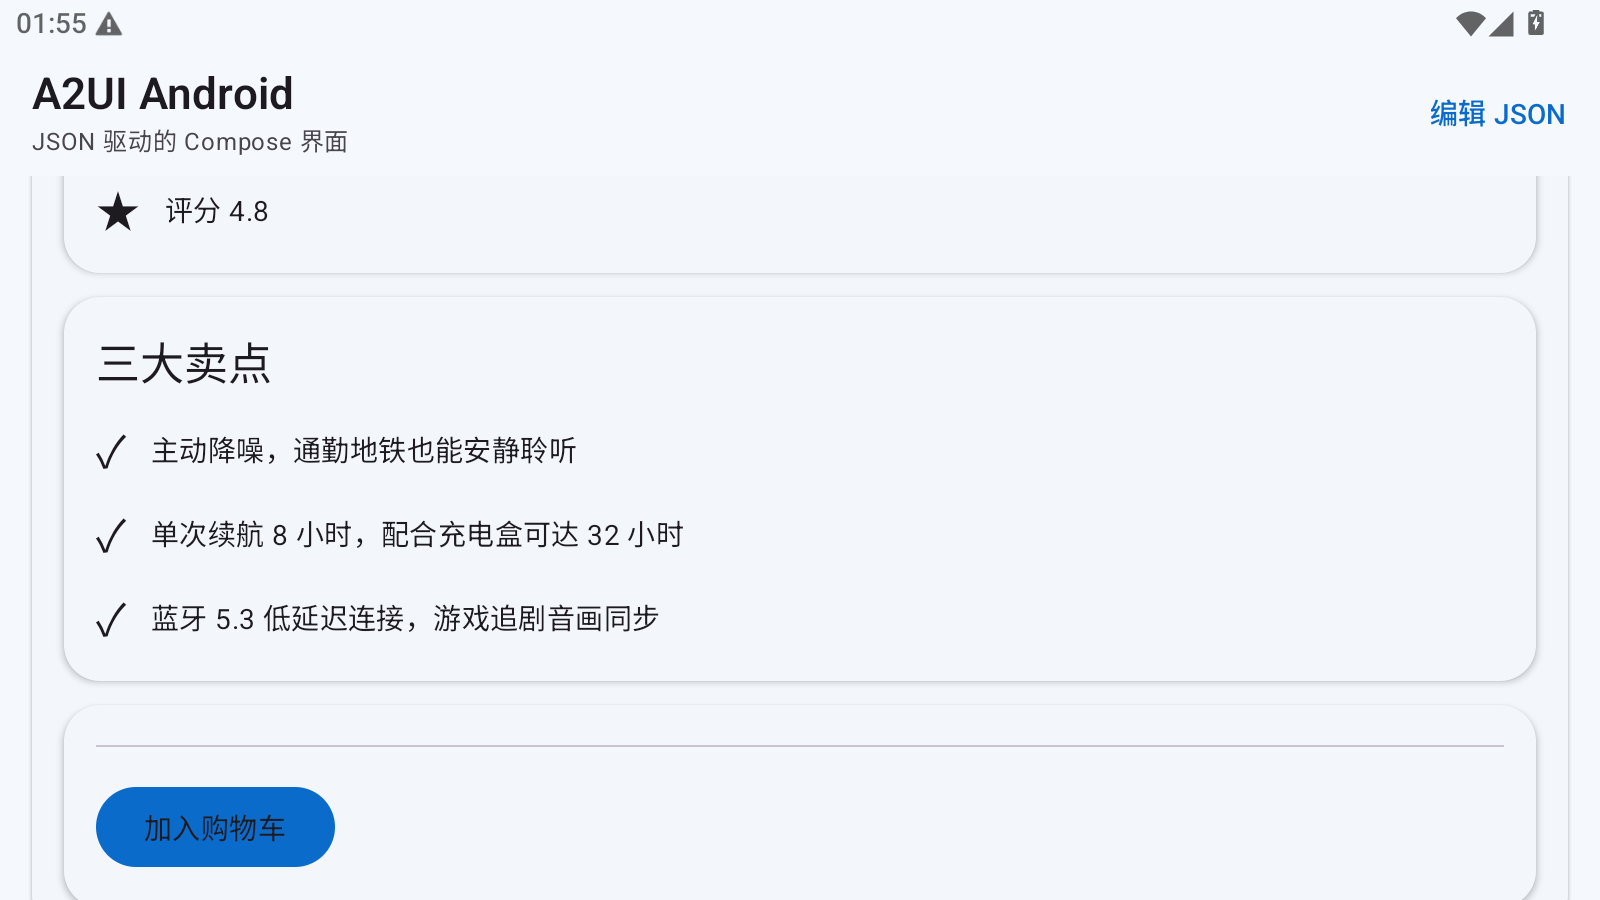 01:55
A2UI Android
JSON 驱动的 Compose 界面
编辑 JSON
评分 4.8
三大卖点
主动降噪，通勤地铁也能安静聆听
单次续航 8 小时，配合充电盒可达 32 小时
蓝牙 5.3 低延迟连接，游戏追剧音画同步
加入购物车